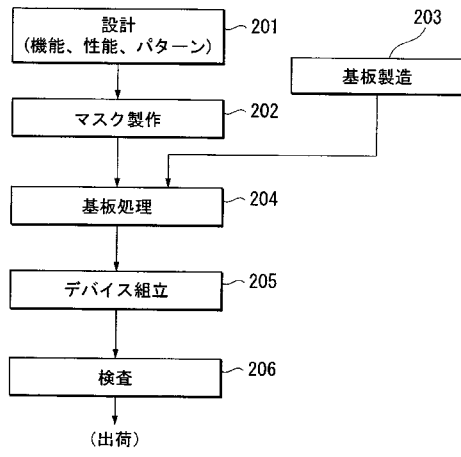 設計
(機能、性能、パターン)
201
203
基板製造
マスク製作
202
基板処理
204
デバイス組立
205
検査
206
(出荷)